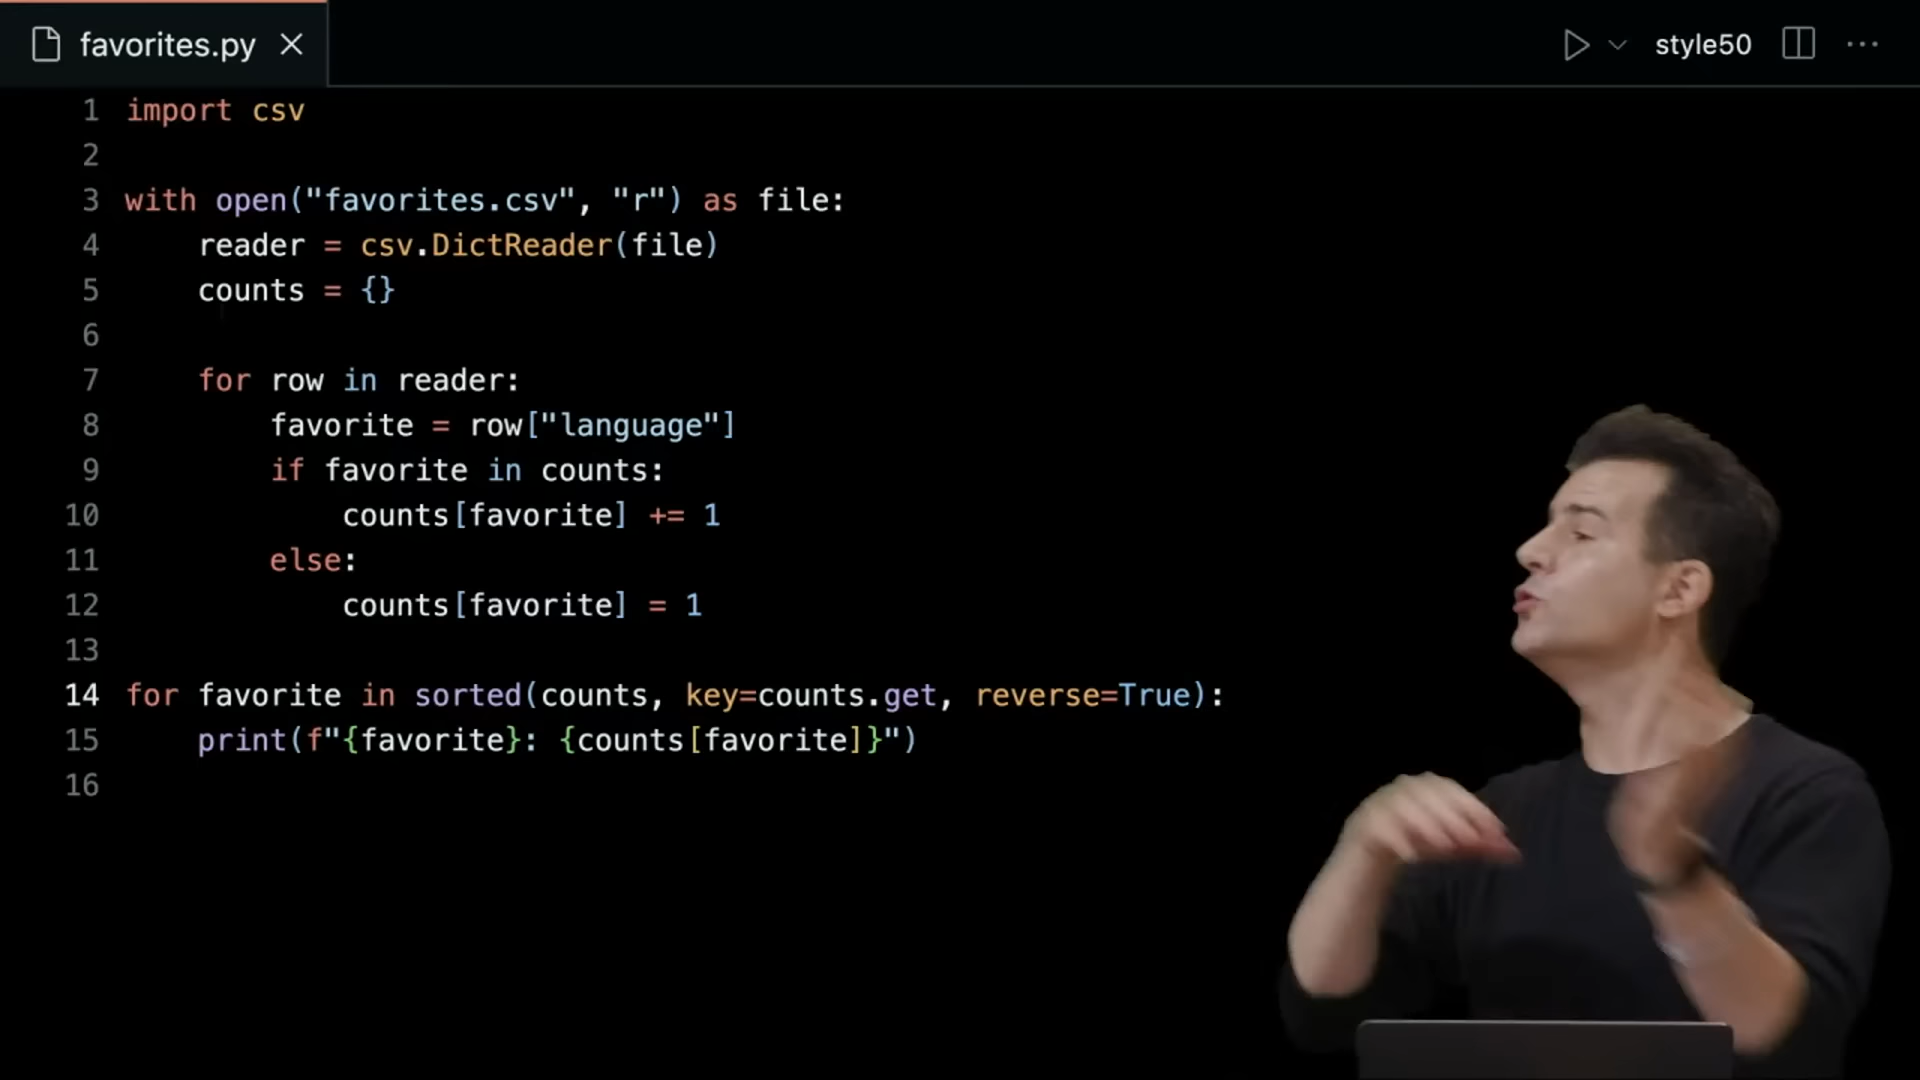 favorites.py
style50
1 import csv
2
3 with open("favorites.csv", "r") as file:
4     reader = csv.DictReader(file)
5     counts = {}
6
7     for row in reader:
8         favorite = row["language"]
9         if favorite in counts:
10             counts[favorite] += 1
11         else:
12             counts[favorite] = 1
13
14 for favorite in sorted(counts, key=counts.get, reverse=True):
15     print(f"{favorite}: {counts[favorite]}")
16